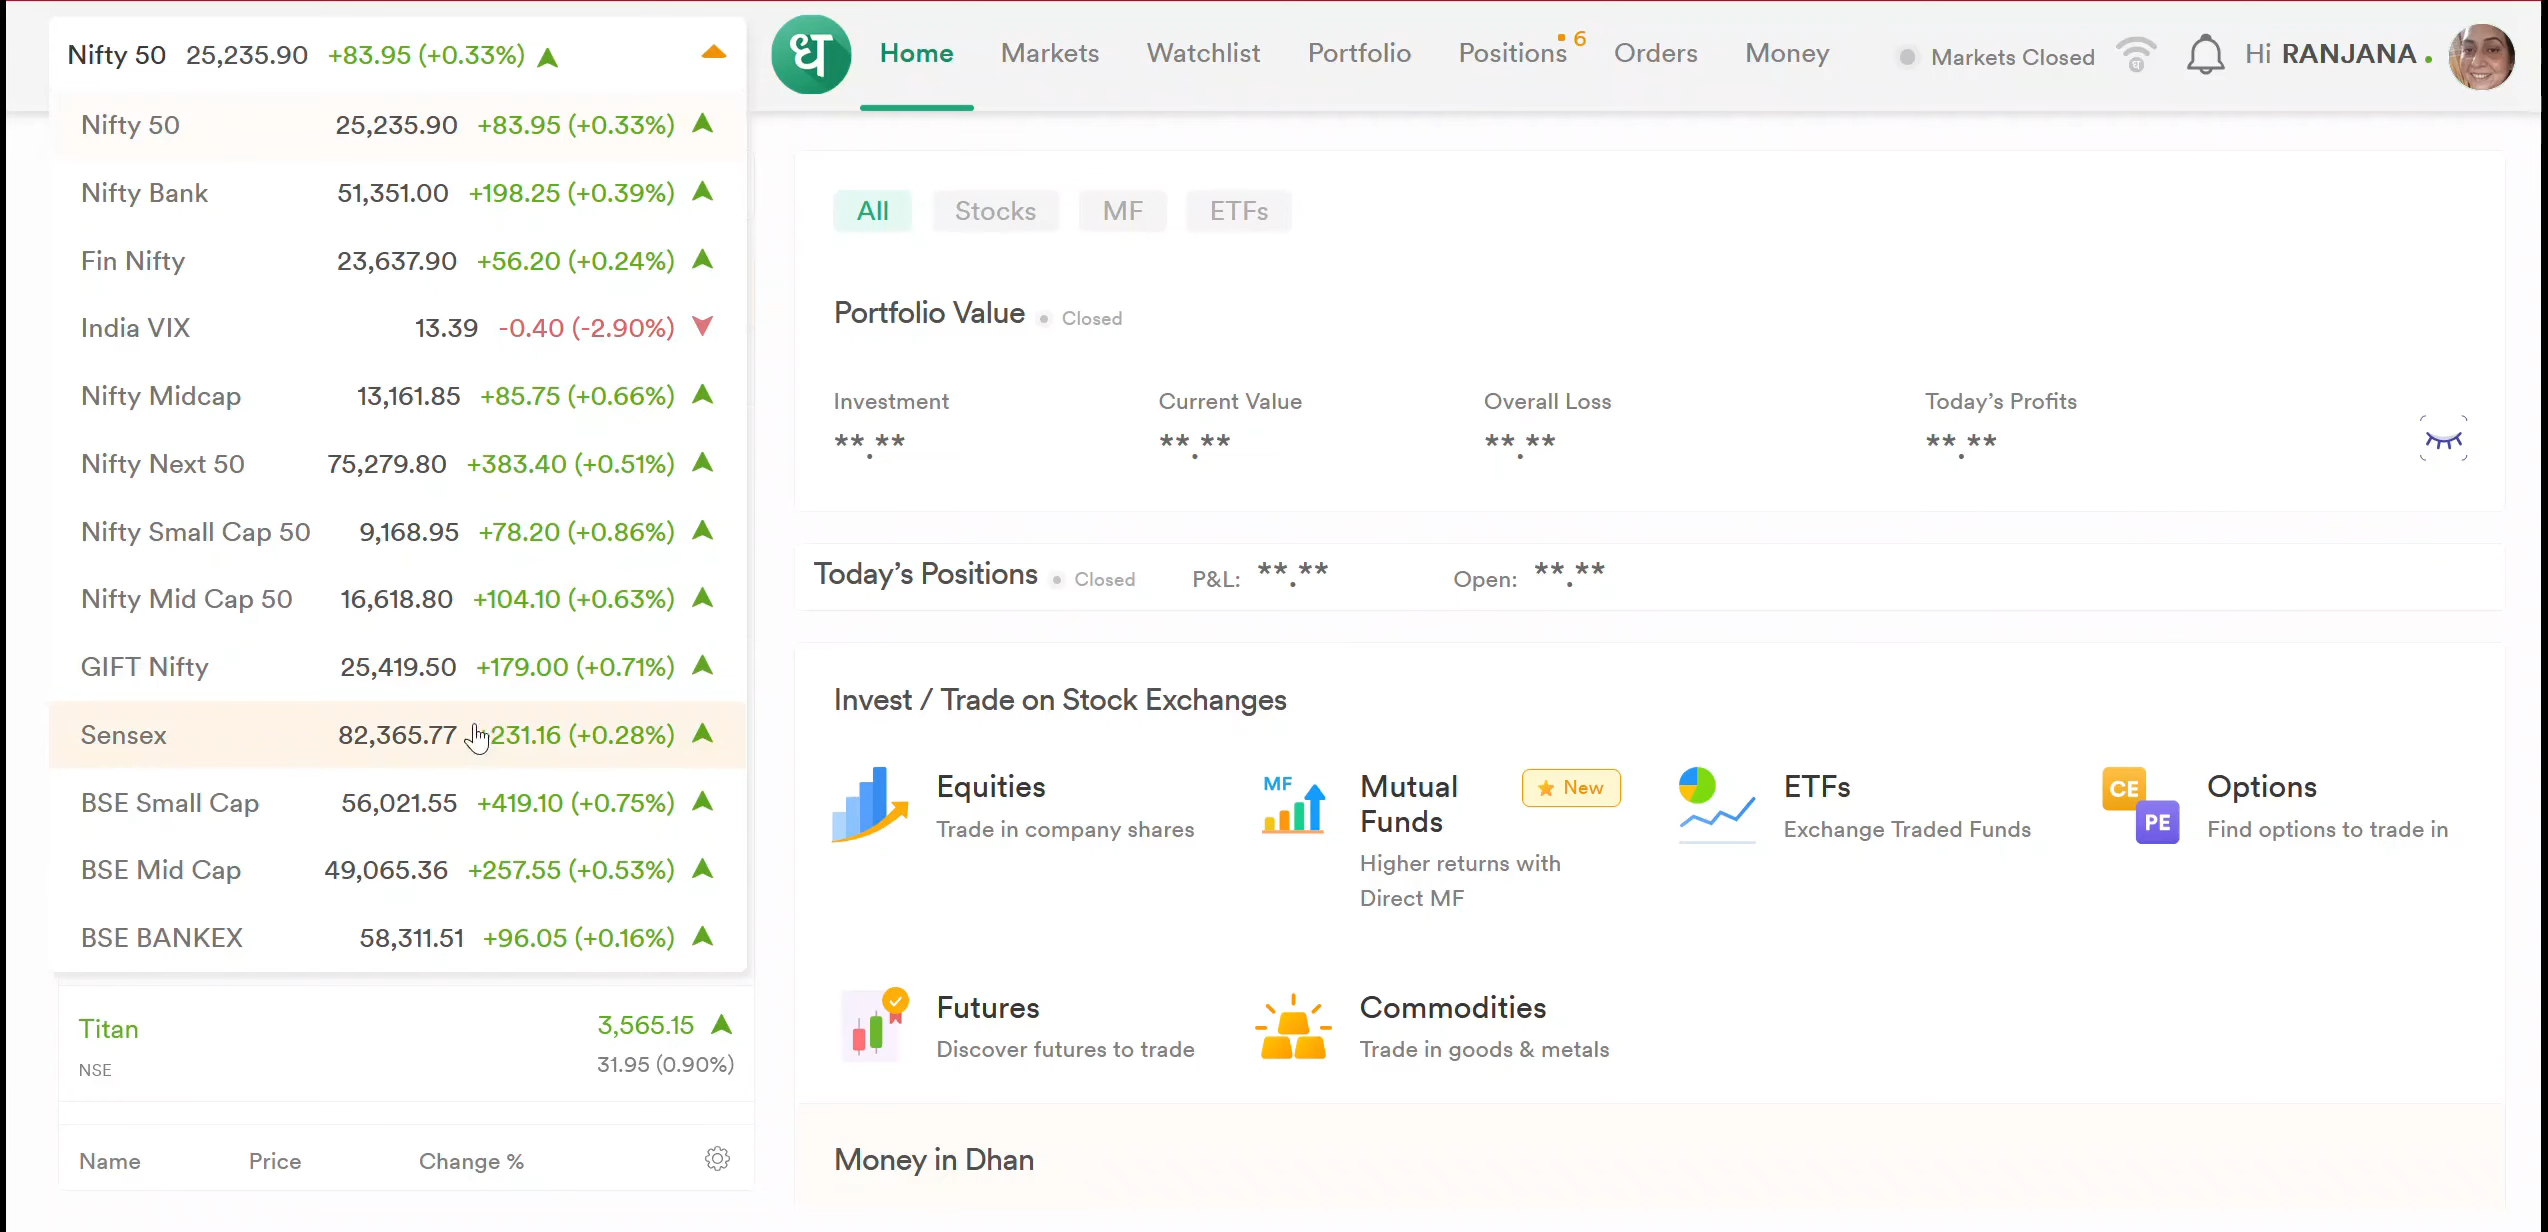 Nifty 50 25,235.90 +83.95 (+0.33%)
ध Home Markets Watchlist Portfolio Positions 6 Orders Money Markets Closed Hi RANJANA
Nifty 50 25,235.90 +83.95 (+0.33%)
Nifty Bank 51,351.00 +198.25 (+0.39%)
Fin Nifty 23,637.90 +56.20 (+0.24%)
India VIX 13.39 -0.40 (-2.90%)
Nifty Midcap 13,161.85 +85.75 (+0.66%)
Nifty Next 50 75,279.80 +383.40 (+0.51%)
Nifty Small Cap 50 9,168.95 +78.20 (+0.86%)
Nifty Mid Cap 50 16,618.80 +104.10 (+0.63%)
GIFT Nifty 25,419.50 +179.00 (+0.71%)
Sensex 82,365.77 231.16 (+0.28%)
BSE Small Cap 56,021.55 +419.10 (+0.75%)
BSE Mid Cap 49,065.36 +257.55 (+0.53%)
BSE BANKEX 58,311.51 +96.05 (+0.16%)
Titan 3,565.15
NSE 31.95 (0.90%)
Name Price Change %
All Stocks MF ETFs
Portfolio Value Closed
Investment Current Value Overall Loss Today's Profits
**.** **.** **.** **.**
Today's Positions Closed P&L: **.** Open: **.**
Invest / Trade on Stock Exchanges
Equities
Trade in company shares
MF
Mutual
Funds
New
Higher returns with
Direct MF
ETFs
Exchange Traded Funds
CE
PE
Options
Find options to trade in
Futures
Discover futures to trade
Commodities
Trade in goods & metals
Money in Dhan